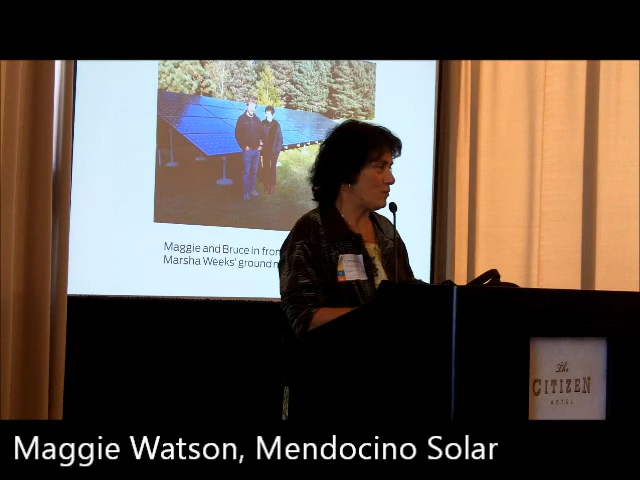 Maggie and Bruce in fron
Marsha Weeks' ground m
The
CITIZEN
HOTEL
Maggie Watson, Mendocino Solar